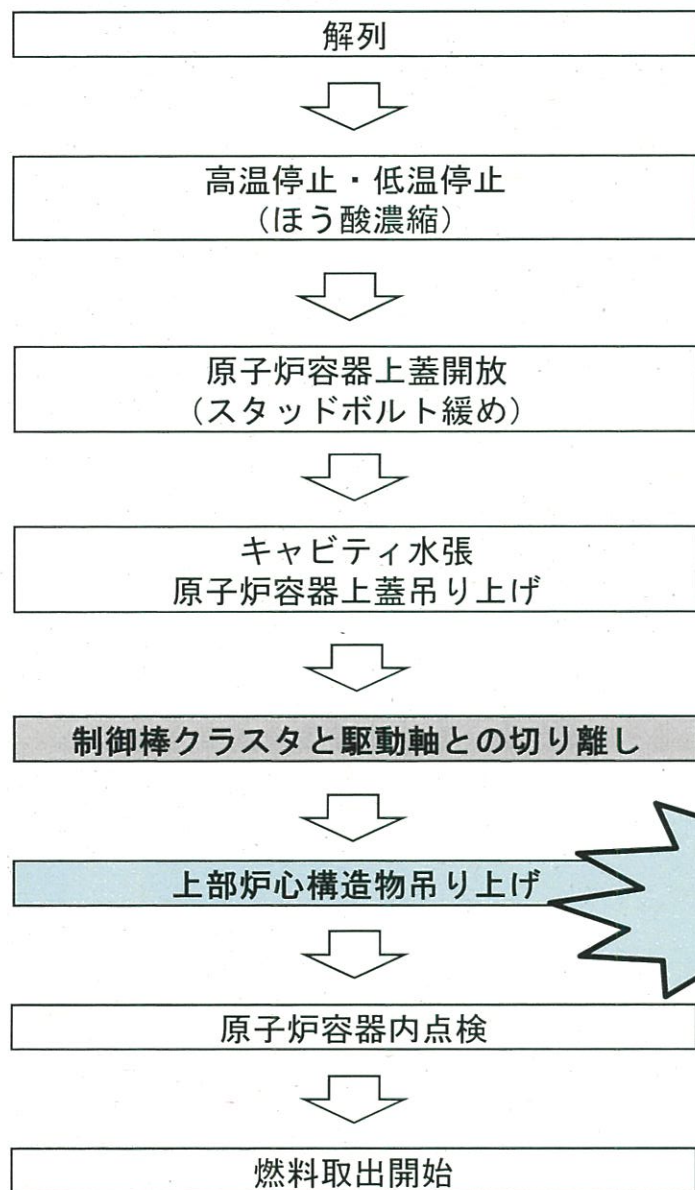 解列
高温停止・低温停止
（ほう酸濃縮）
原子炉容器上蓋開放
（スタッドボルト緩め）
キャビティ水張
原子炉容器上蓋吊り上げ
制御棒クラスタと駆動軸との切り離し
上部炉心構造物吊り上げ
原子炉容器内点検
燃料取出開始